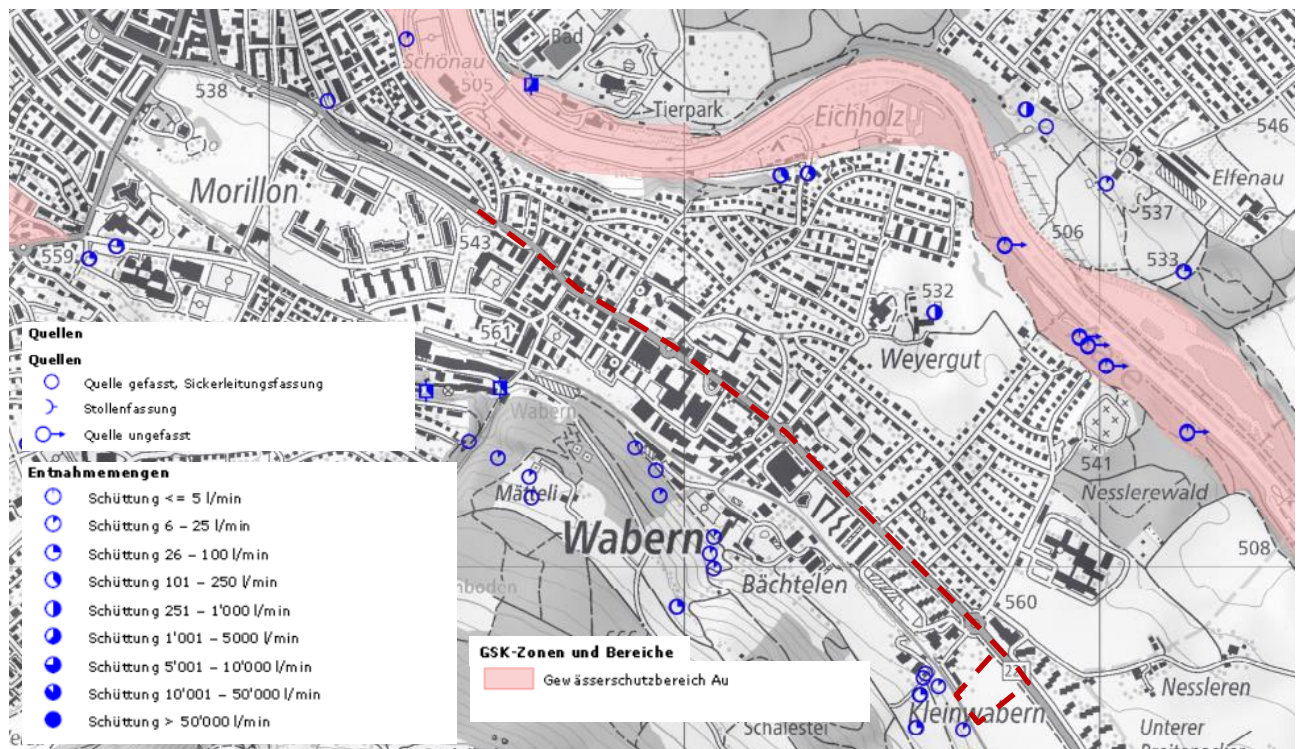 Bad
Schönau
538
505
Tierpark
Eichholz
546
Morillon
Elfenau
537
543
506
559
533
532
561
Quellen
Quellen
Quelle gefasst, Sickerleitungsfassung
Stollenfassung
Quelle ungefasst
Weyergut
Wabern
541
Entnahmemengen
Schüttung <= 5 l/min
Schüttung 6 – 25 l/min
Schüttung 26 – 100 l/min
Schüttung 101 – 250 l/min
Schüttung 251 – 1'000 l/min
Schüttung 1'001 – 5000 l/min
Schüttung 5'001 – 10'000 l/min
Schüttung 10'001 – 50'000 l/min
Schüttung > 50'000 l/min
Mätteli
Nesslerewald
Wabern
508
Bächtelen
560
GSK-Zonen und Bereiche
Gewässerschutzbereich Au
221
Nessleren
Kleinwabern
Unterer